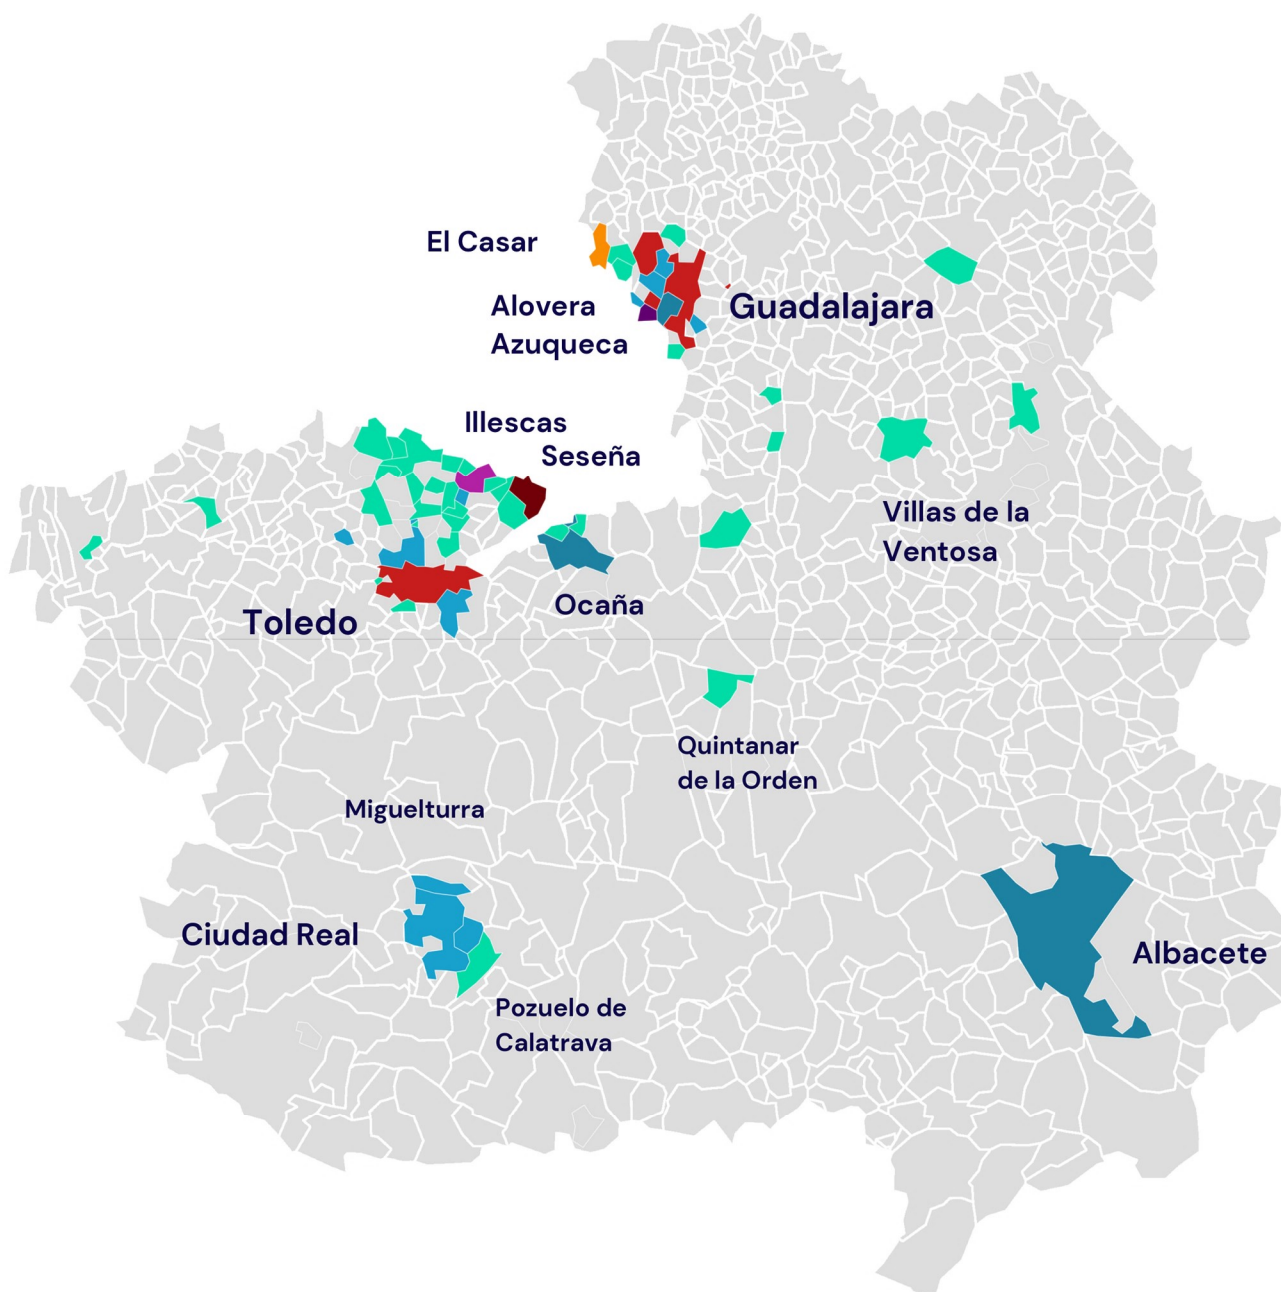 El Casar
Alovera
Azuqueca
Guadalajara
Illescas
Seseña
Villas de la
Ventosa
Ocaña
Toledo
Quintanar
de la Orden
Miguelturra
Ciudad Real
Albacete
Pozuelo de
Calatrava